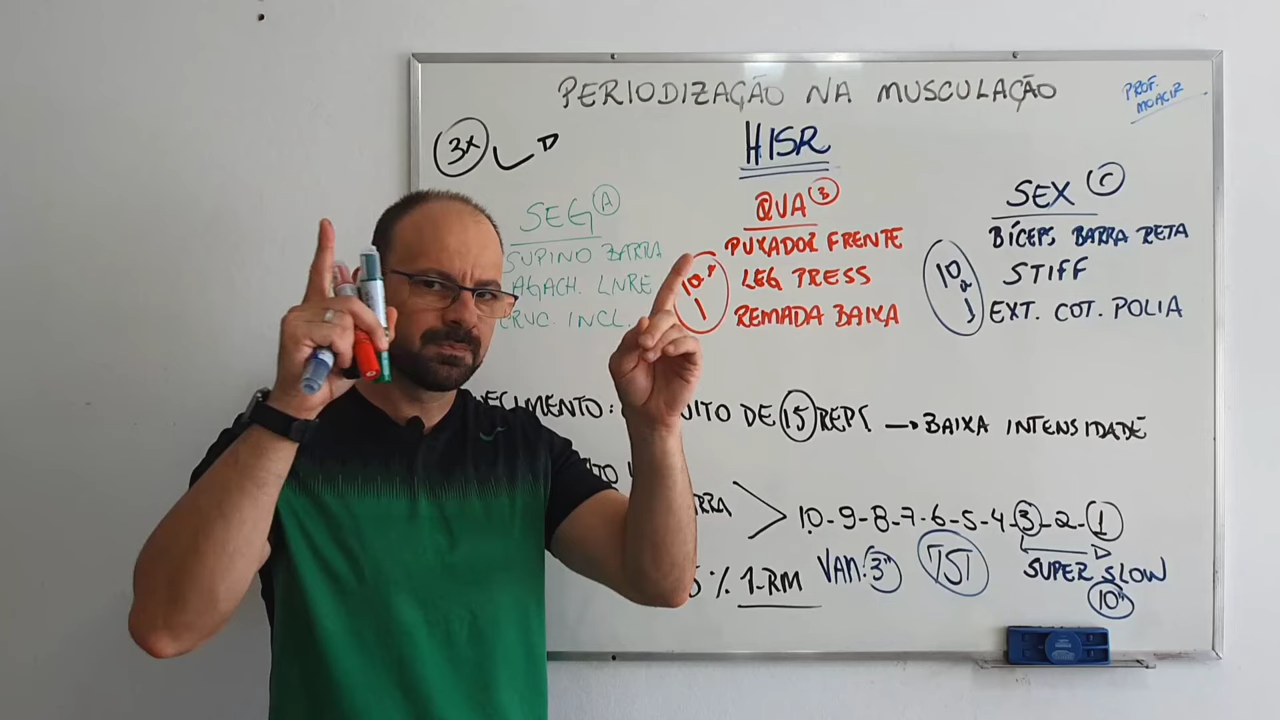 PERIODIZAÇÃO NA MUSCULAÇÃO
PROF. MOACIR
3X
HISR
SEG A
SUPINO BARRA
AGACH. LIVRE
CRUC. INCL.
QUA B
PUXADOR FRENTE
LEG PRESS
REMADA BAIXA
10
1
SEX C
BÍCEPS BARRA RETA
STIFF
EXT. COT. POLIA
10
2
1
DE 15 REPS → BAIXA INTENSIDADE
10-9-8-7-6-5-4-3-2-1
% 1-RM
VAM: 3"
TST
SUPER SLOW
10"